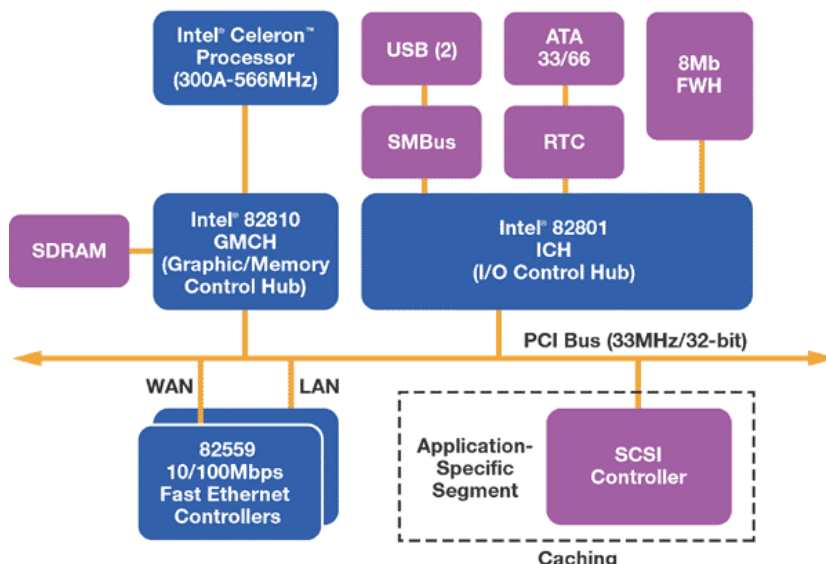 Intel® Celeron™
Processor
(300A-566MHz)
USB (2)
ATA
33/66
8Mb
FWH
SMBus
RTC
SDRAM
Intel® 82810
GMCH
(Graphic/Memory
Control Hub)
Intel® 82801
ICH
(I/O Control Hub)
PCI Bus (33MHz/32-bit)
WAN
LAN
82559
10/100Mbps
Fast Ethernet
Controllers
Application-
Specific
Segment
SCSI
Controller
Caching